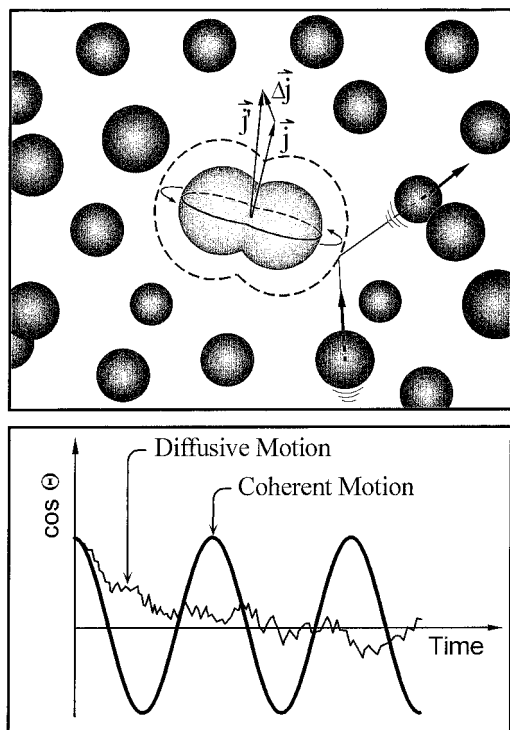 Δj⃗
j⃗'
j⃗
Diffusive Motion
Coherent Motion
cos Θ
Time